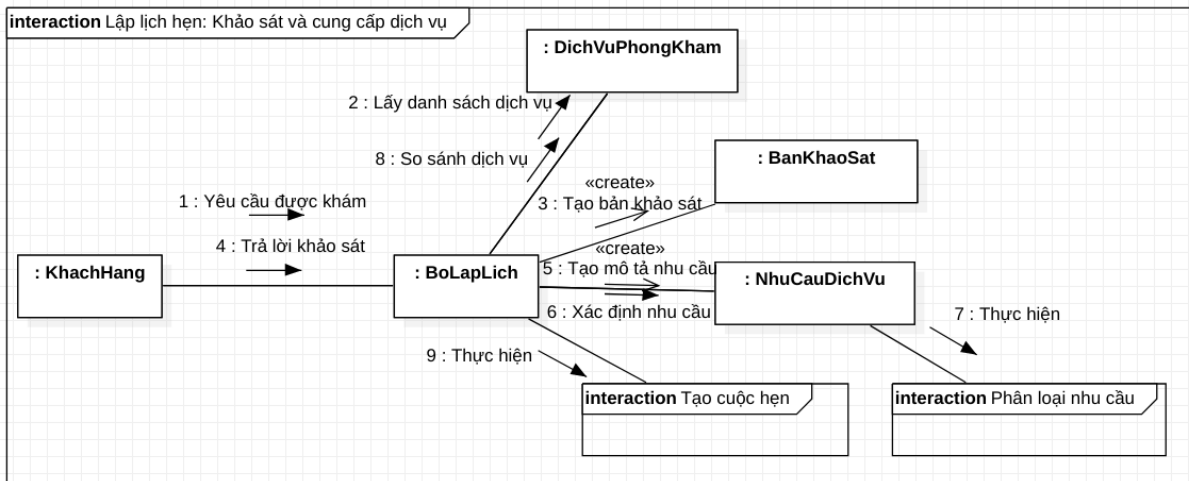 interaction Lập lịch hẹn: Khảo sát và cung cấp dịch vụ
: DichVuPhongKham
2 : Lấy danh sách dịch vụ
8 : So sánh dịch vụ
: BanKhaoSat
«create»
3 : Tạo bản khảo sát
1 : Yêu cầu được khám
4 : Trả lời khảo sát
: KhachHang
: BoLapLich
«create»
5 : Tạo mô tả nhu cầu
6 : Xác định nhu cầu
: NhuCauDichVu
7 : Thực hiện
9 : Thực hiện
interaction Tạo cuộc hẹn
interaction Phân loại nhu cầu